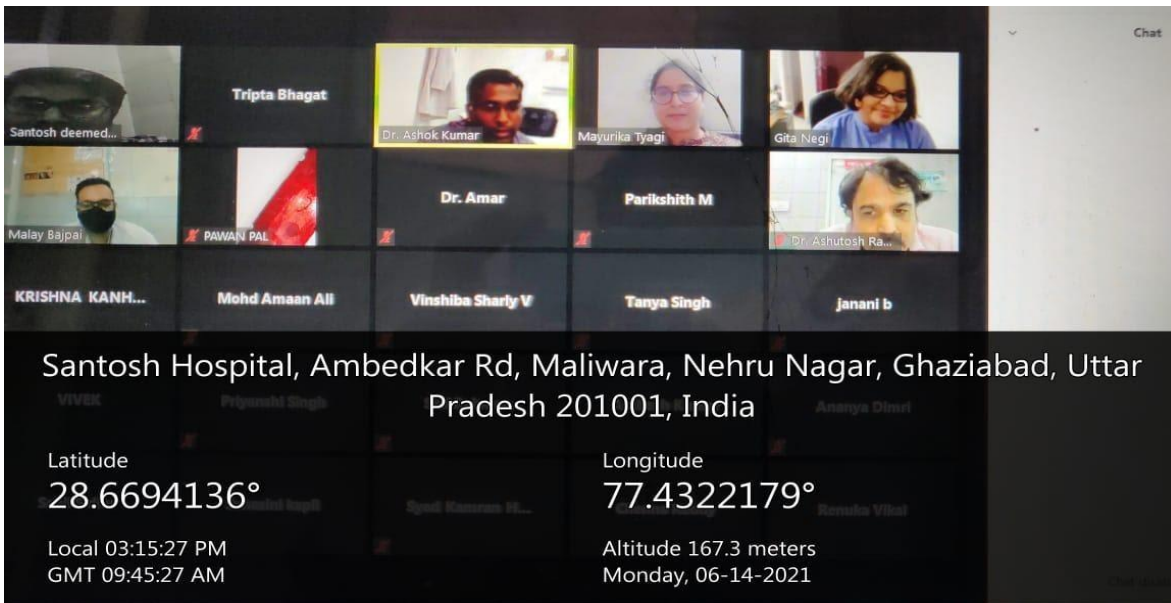 Chat
Tripta Bhagat
Santosh deemed...
Dr. Ashok Kumar
Mayurika Tyagi
Gita Negi
Dr. Amar
Parikshith M
Malay Bajpai
PAWAN PAL
Dr. Ashutosh Ra...
KRISHNA KANH...
Mohd Amaan Ali
Vinshiba Sharly V
Tanya Singh
janani b
Santosh Hospital, Ambedkar Rd, Maliwara, Nehru Nagar, Ghaziabad, Uttar
Pradesh 201001, India
VIVEK
Priyanshi Singh
Ananya Dimri
Latitude
28.6694136°
Longitude
77.4322179°
Syed Kamran H...
Renuka Viksi
Local 03:15:27 PM
GMT 09:45:27 AM
Altitude 167.3 meters
Monday, 06-14-2021